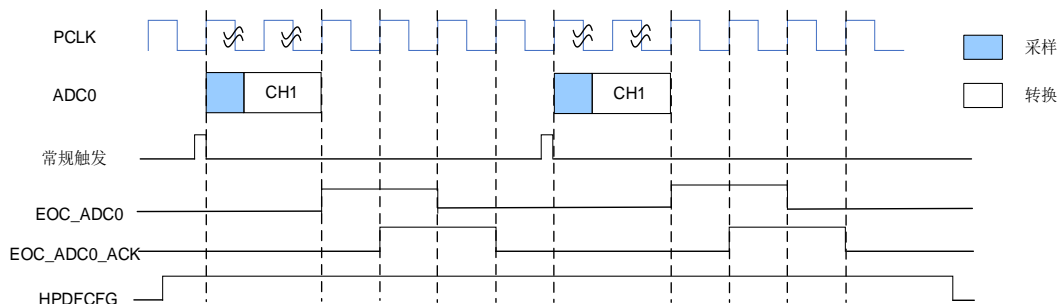 PCLK
采样
ADC0
CH1
CH1
转换
常规触发
EOC_ADC0
EOC_ADC0_ACK
HPDFCFG